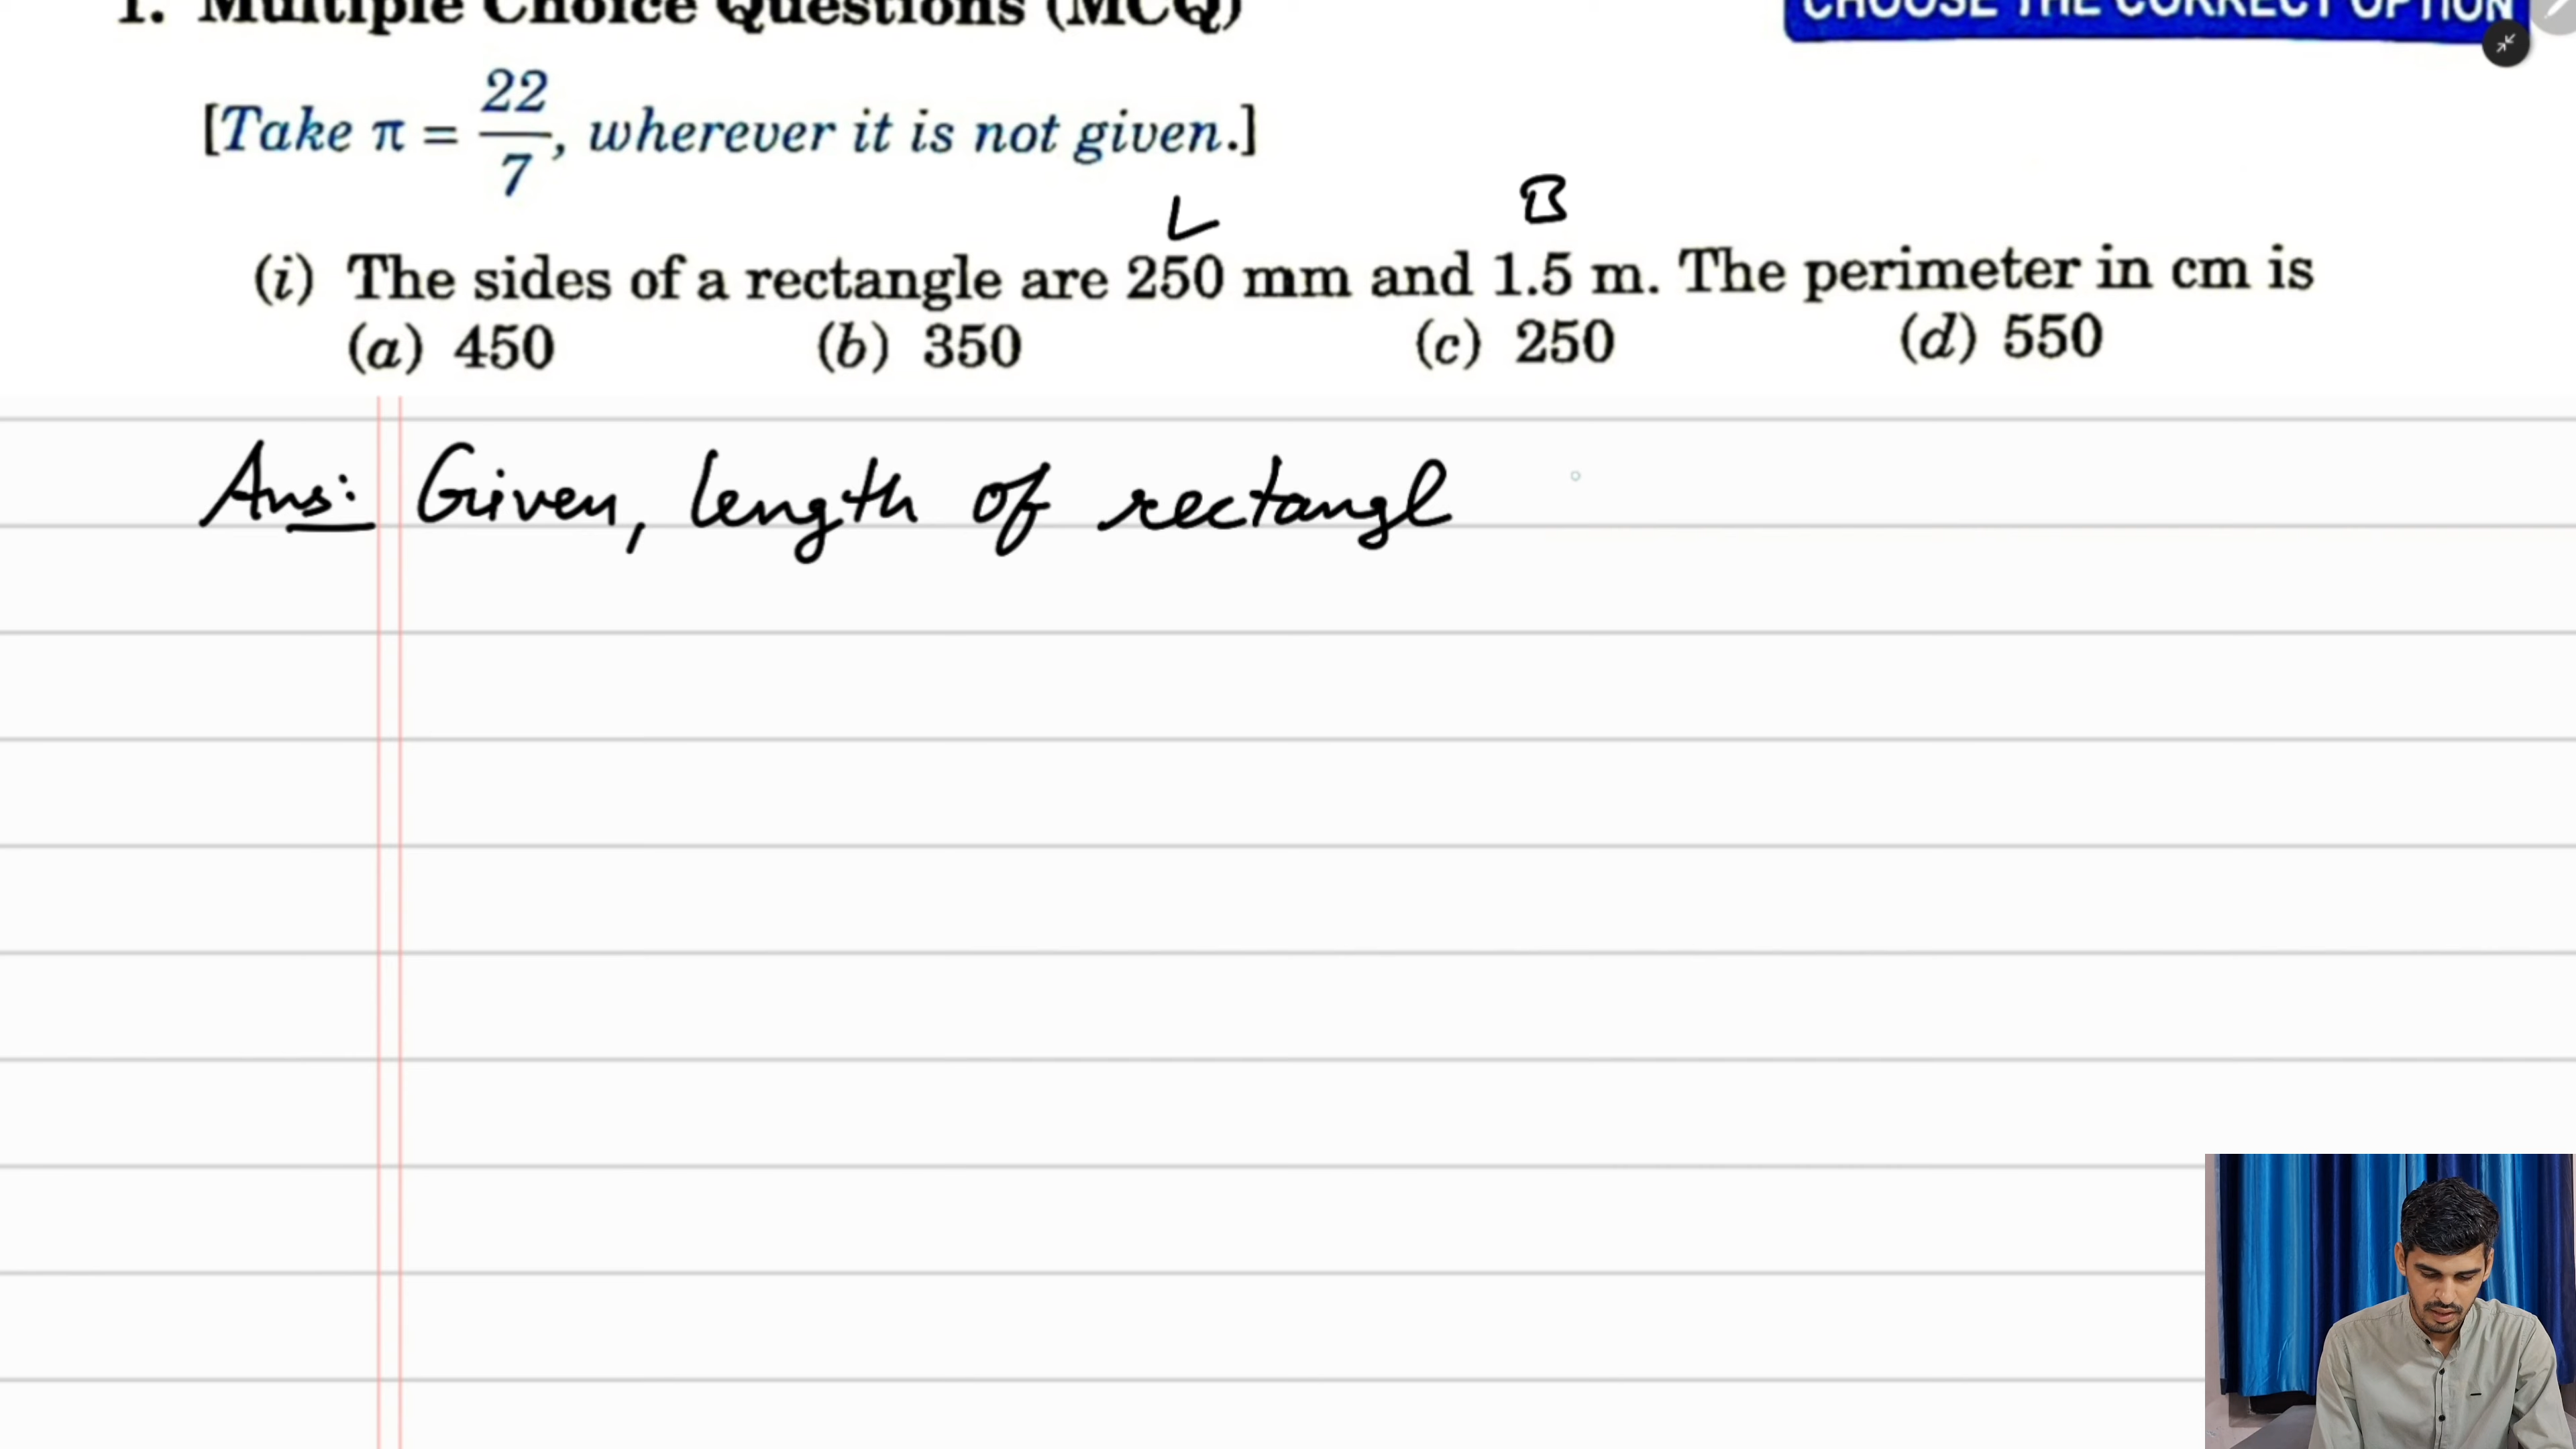 1. Multiple Choice Questions (MCQ)
CHOOSE THE CORRECT OPTION
[Take π = 22/7, wherever it is not given.]
L B
(i) The sides of a rectangle are 250 mm and 1.5 m. The perimeter in cm is
(a) 450 (b) 350 (c) 250 (d) 550
Ans: Given, length of rectangl